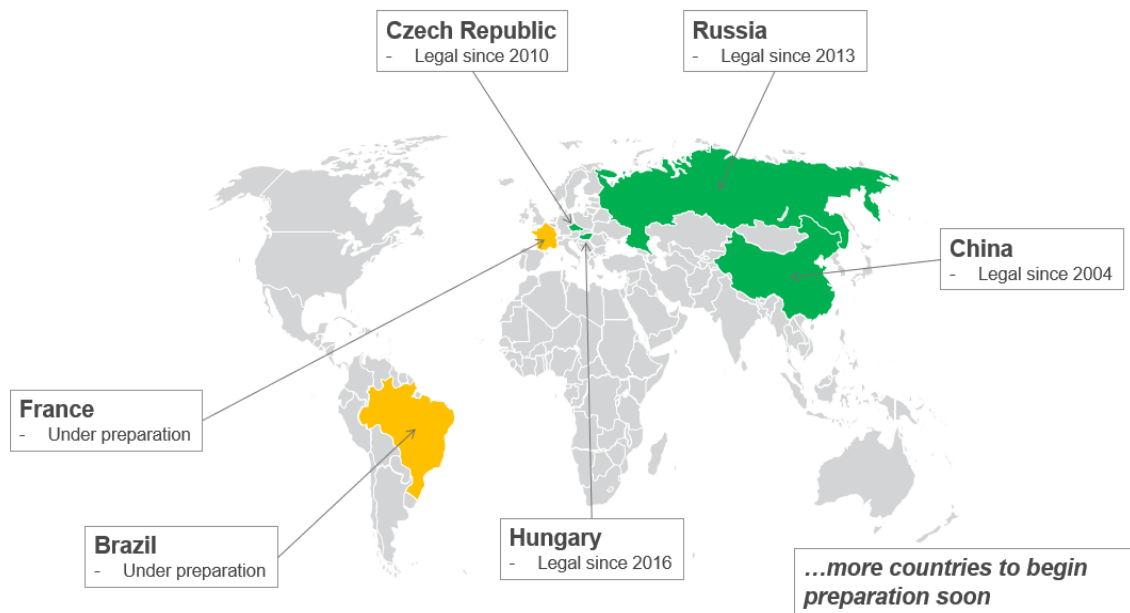 Czech Republic
- Legal since 2010
Russia
- Legal since 2013
China
- Legal since 2004
France
- Under preparation
Brazil
- Under preparation
Hungary
- Legal since 2016
...more countries to begin
preparation soon